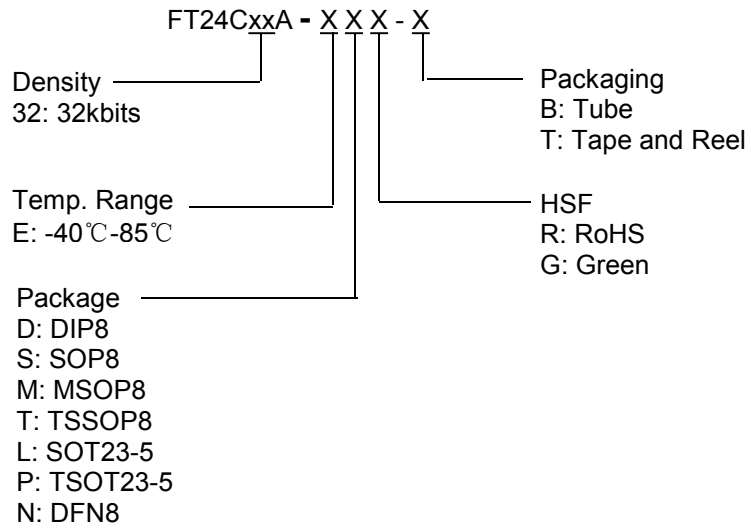 FT24CxxA - X X X - X
Density
32: 32kbits
Packaging
B: Tube
T: Tape and Reel
Temp. Range
E: -40℃-85℃
HSF
R: RoHS
G: Green
Package
D: DIP8
S: SOP8
M: MSOP8
T: TSSOP8
L: SOT23-5
P: TSOT23-5
N: DFN8